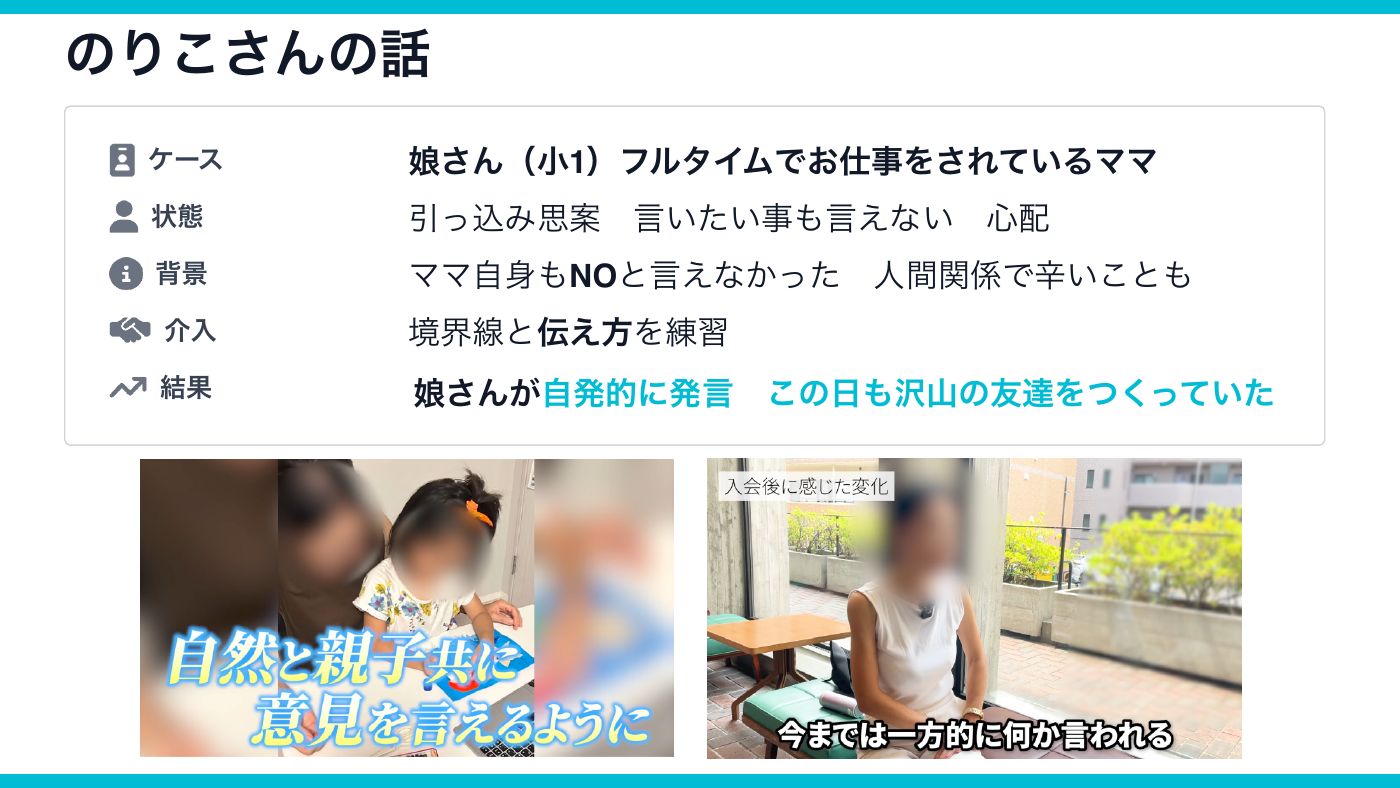 のりこさんの話
ケース 娘さん（小1）フルタイムでお仕事をされているママ
状態 引っ込み思案　言いたい事も言えない　心配
背景 ママ自身もNOと言えなかった　人間関係で辛いことも
介入 境界線と伝え方を練習
結果 娘さんが自発的に発言　この日も沢山の友達をつくっていた
自然と親子共に
意見を言えるように
入会後に感じた変化
今までは一方的に何か言われる